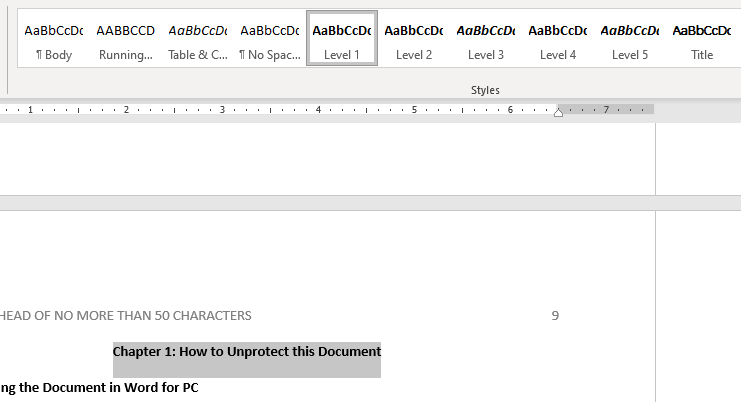 AaBbCcDc AABBCCD AaBbCcDt AaBbCcDc AaBbCcDc AaBbCcDc AaBbCcDc AaBbCcDc AaBbCcDc AaBbCcDc
¶ Body Running... Table & C... ¶ No Spac... Level 1 Level 2 Level 3 Level 4 Level 5 Title
Styles
1 2 3 4 5 6 7
HEAD OF NO MORE THAN 50 CHARACTERS 9
Chapter 1: How to Unprotect this Document
ng the Document in Word for PC